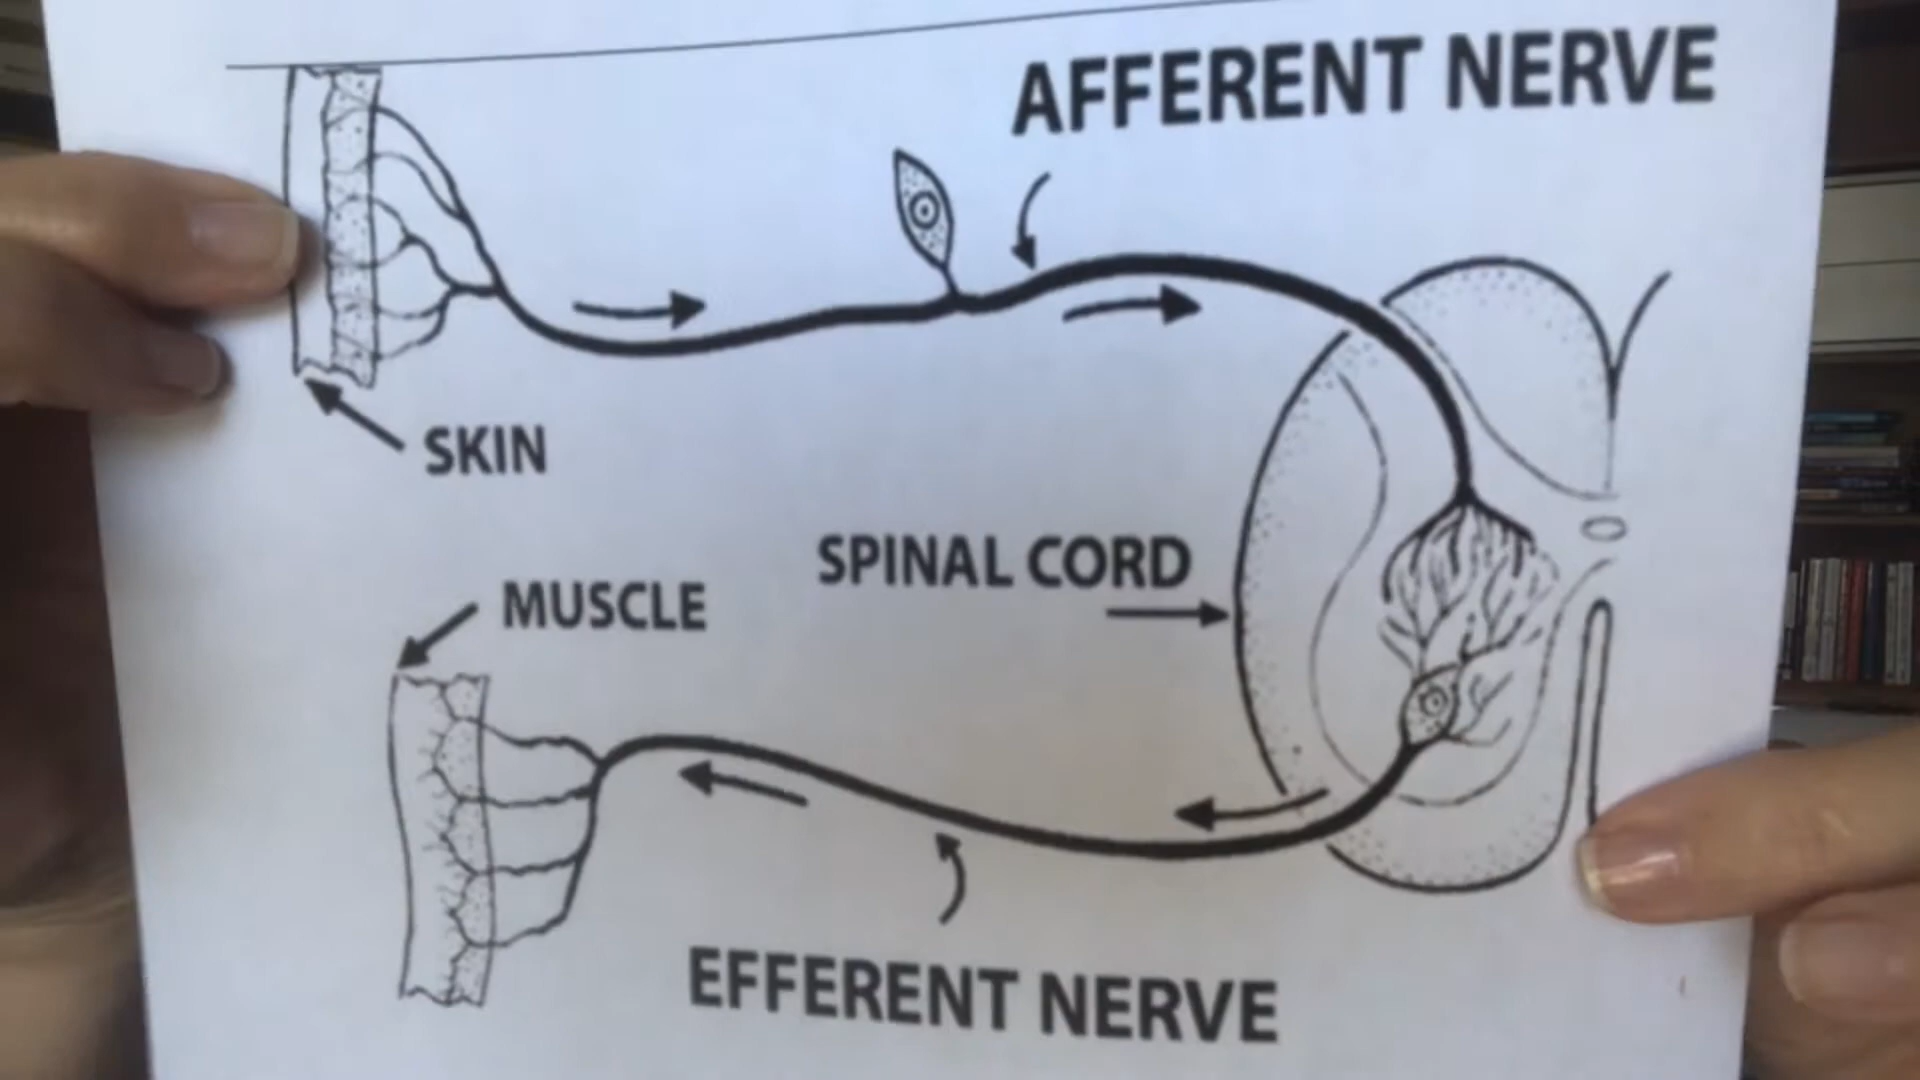 AFFERENT NERVE
SKIN
SPINAL CORD
MUSCLE
EFFERENT NERVE